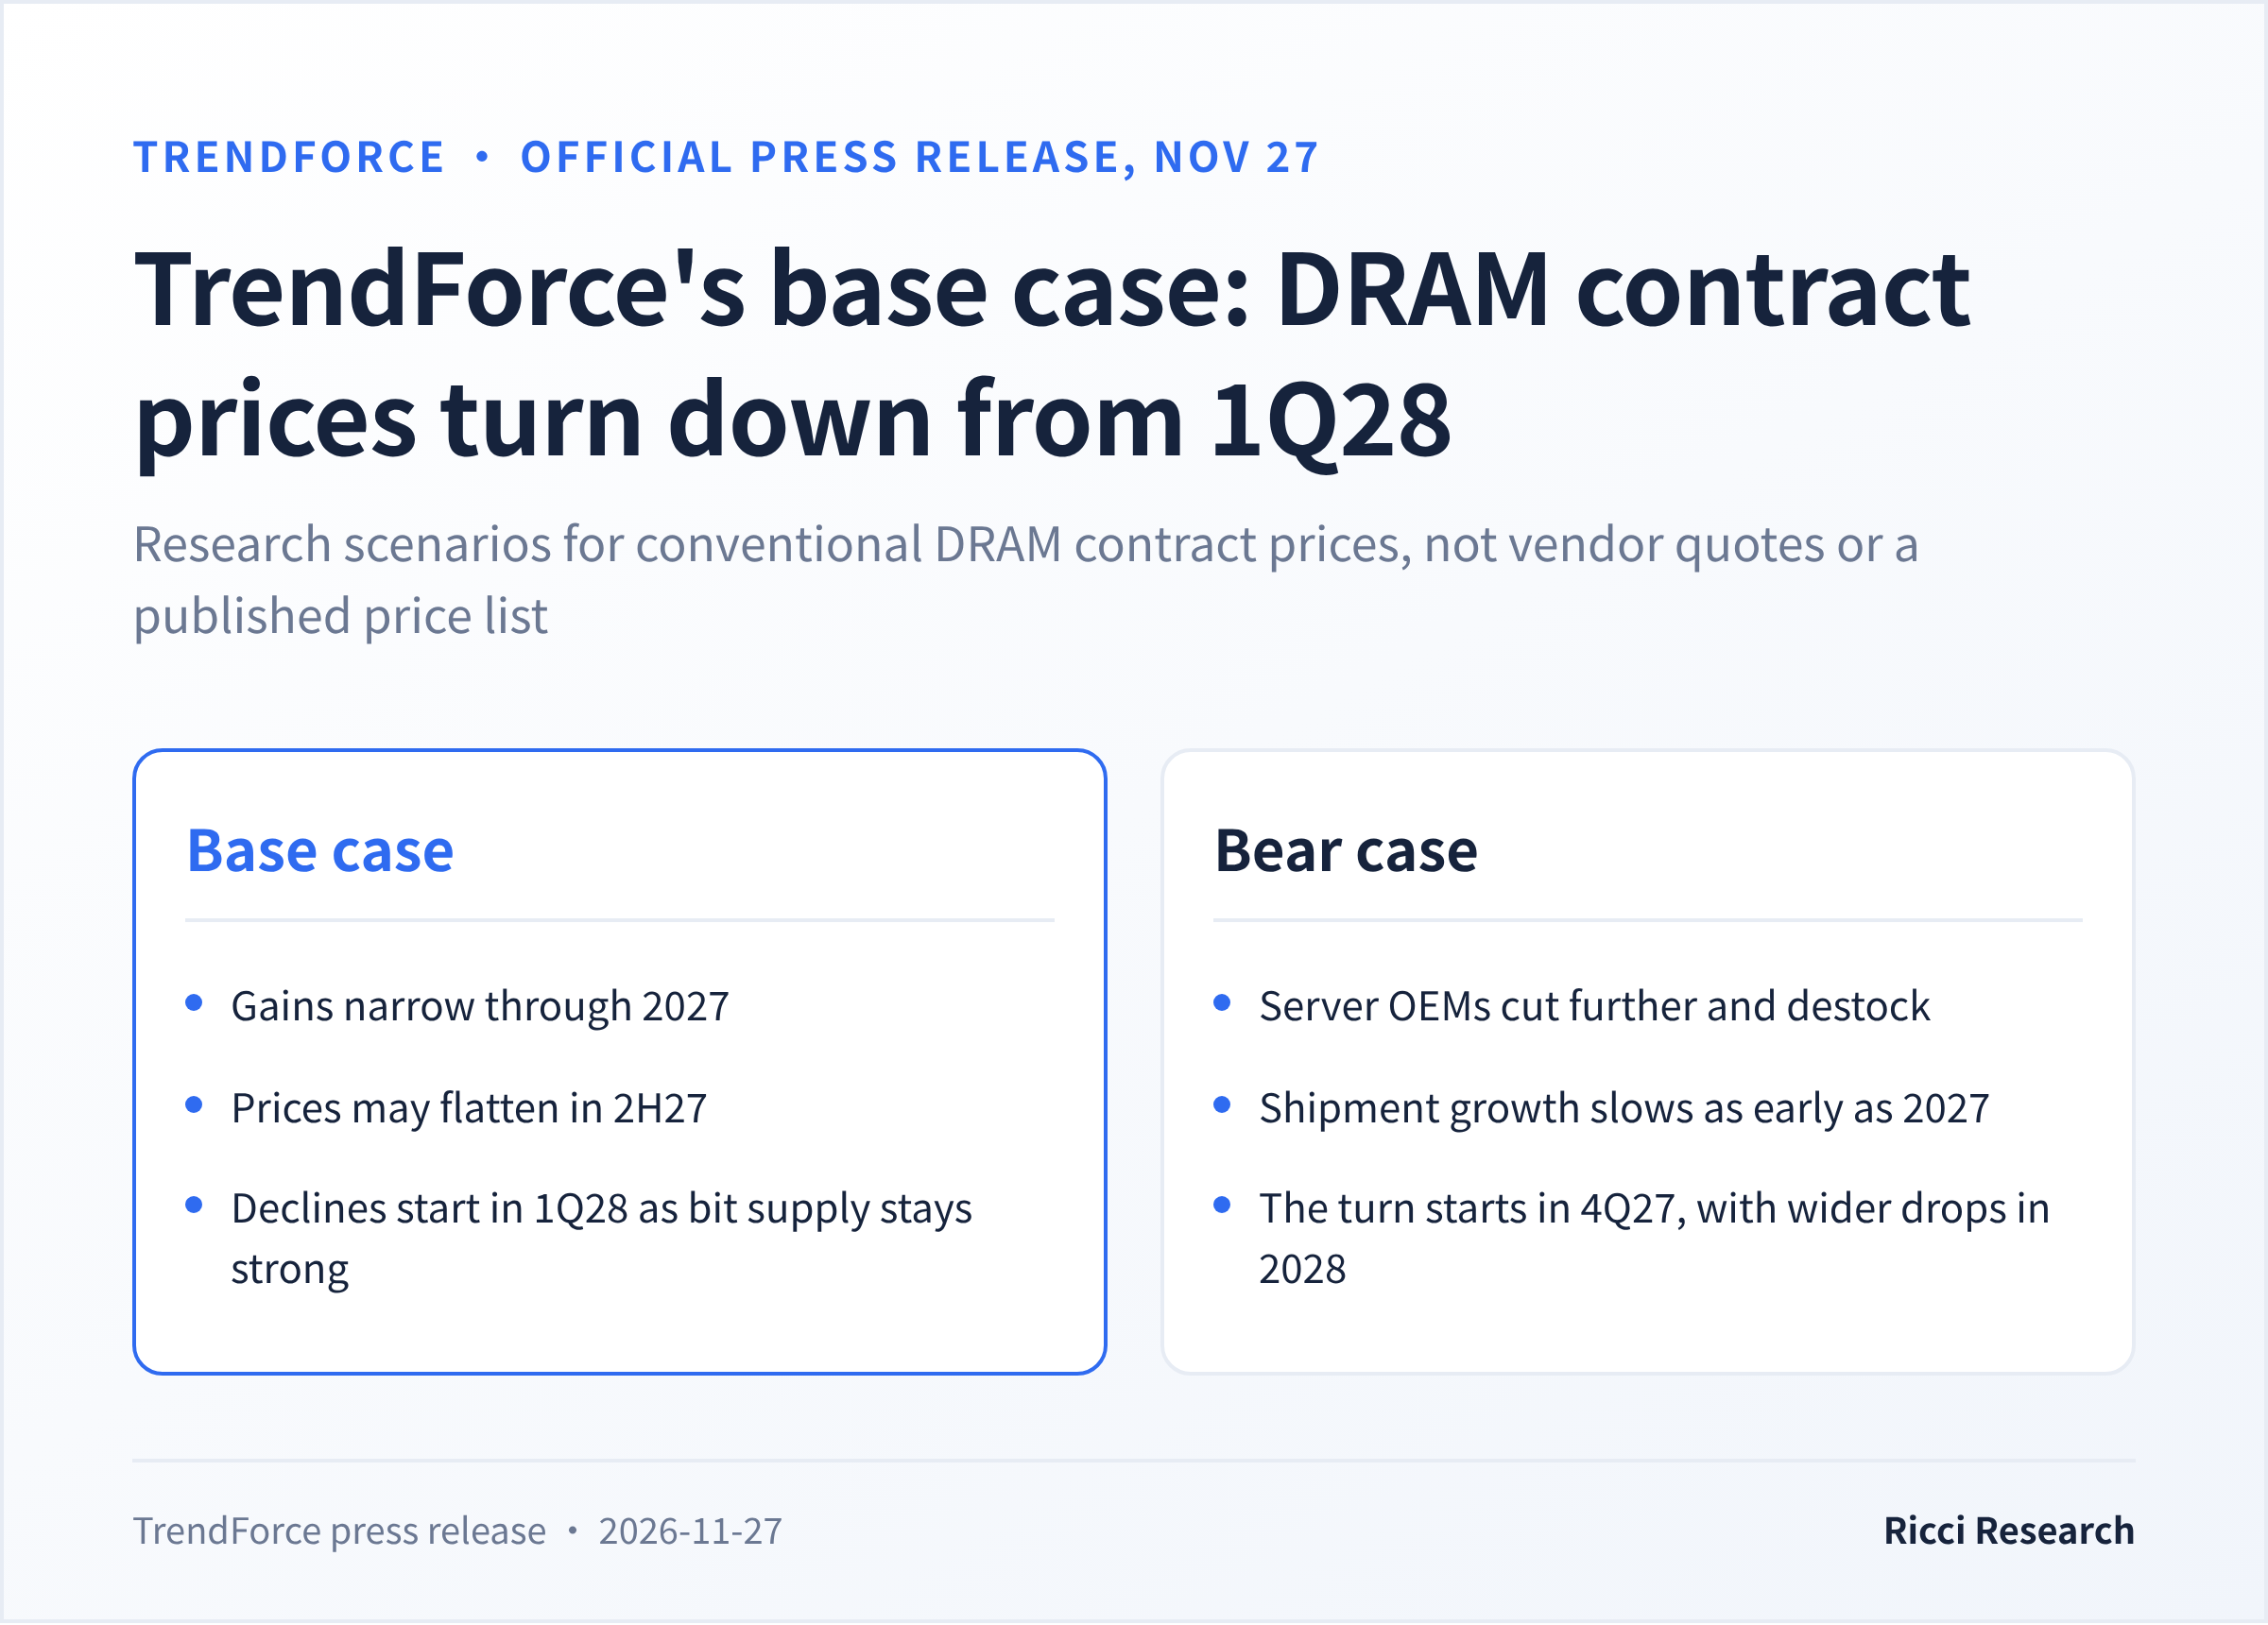 TRENDFORCE • OFFICIAL PRESS RELEASE, NOV 27
TrendForce's base case: DRAM contract
prices turn down from 1Q28
Research scenarios for conventional DRAM contract prices, not vendor quotes or a
published price list
Base case
• Gains narrow through 2027
• Prices may flatten in 2H27
• Declines start in 1Q28 as bit supply stays
strong
Bear case
• Server OEMs cut further and destock
• Shipment growth slows as early as 2027
• The turn starts in 4Q27, with wider drops in
2028
TrendForce press release • 2026-11-27
Ricci Research